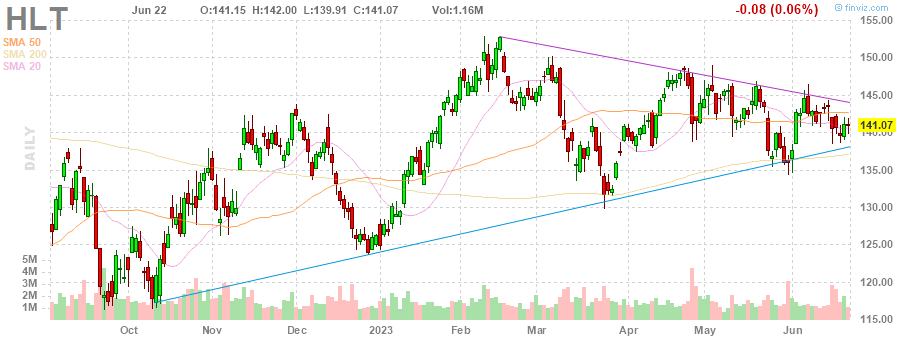 HLT Jun 22 O:141.15 H:142.00 L:139.91 C:141.07 Vol:1.16M -0.08 (0.06%) © finviz.com
SMA 50
SMA 200
SMA 20
DAILY
155.00
150.00
145.00
141.07
140.00
135.00
130.00
125.00
120.00
115.00
5M
4M
3M
2M
1M
Oct Nov Dec 2023 Feb Mar Apr May Jun